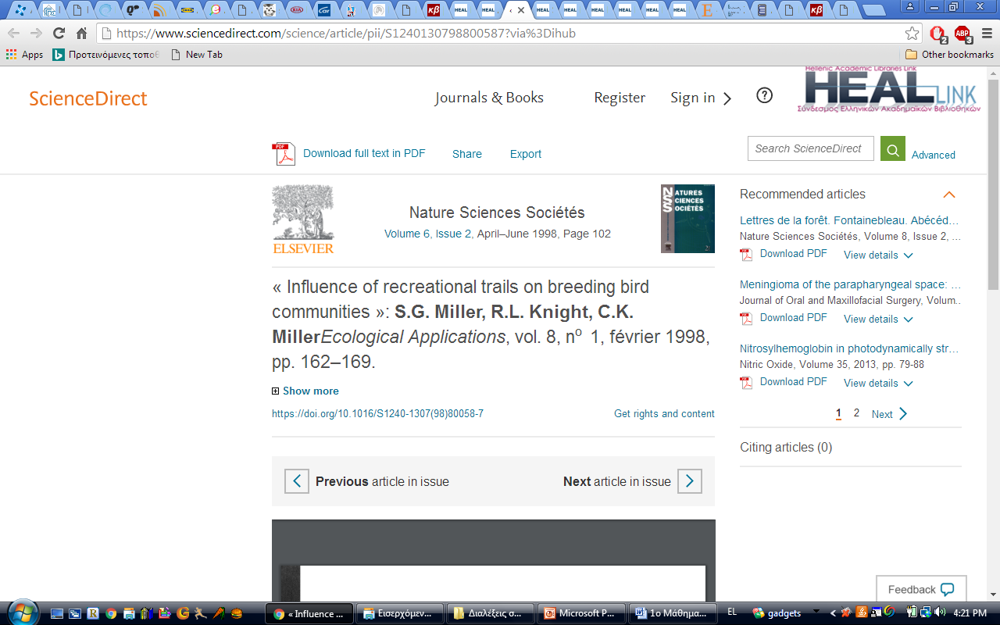 https://www.sciencedirect.com/science/article/pii/S1240130798800587?via%3Dihub
Apps
Προτεινόμενες τοποθ
New Tab
Other bookmarks
ScienceDirect
Journals & Books
Register
Sign in
Hellenic Academic Libraries Link
HEAL LINK
Σύνδεσμος Ελληνικών Ακαδημαϊκών Βιβλιοθηκών
PDF
Download full text in PDF
Share
Export
Search ScienceDirect
Advanced
ELSEVIER
Nature Sciences Sociétés
Volume 6, Issue 2, April–June 1998, Page 102
NATURES
SCIENCES
SOCIÉTÉS
« Influence of recreational trails on breeding bird
communities »: S.G. Miller, R.L. Knight, C.K.
MillerEcological Applications, vol. 8, nº 1, février 1998,
pp. 162–169.
Show more
https://doi.org/10.1016/S1240-1307(98)80058-7
Get rights and content
Previous article in issue
Next article in issue
Recommended articles
Lettres de la forêt. Fontainebleau. Abécéd…
Nature Sciences Sociétés, Volume 8, Issue 2, …
Download PDF
View details
Meningioma of the parapharyngeal space: …
Journal of Oral and Maxillofacial Surgery, Volum..
Download PDF
View details
Nitrosylhemoglobin in photodynamically str…
Nitric Oxide, Volume 35, 2013, pp. 79-88
Download PDF
View details
1 2 Next
Citing articles (0)
Feedback
« Influence ...
Εισερχόμεν...
Διαλέξεις σ...
Microsoft P...
1ο Μάθημα...
EL
gadgets
4:21 PM